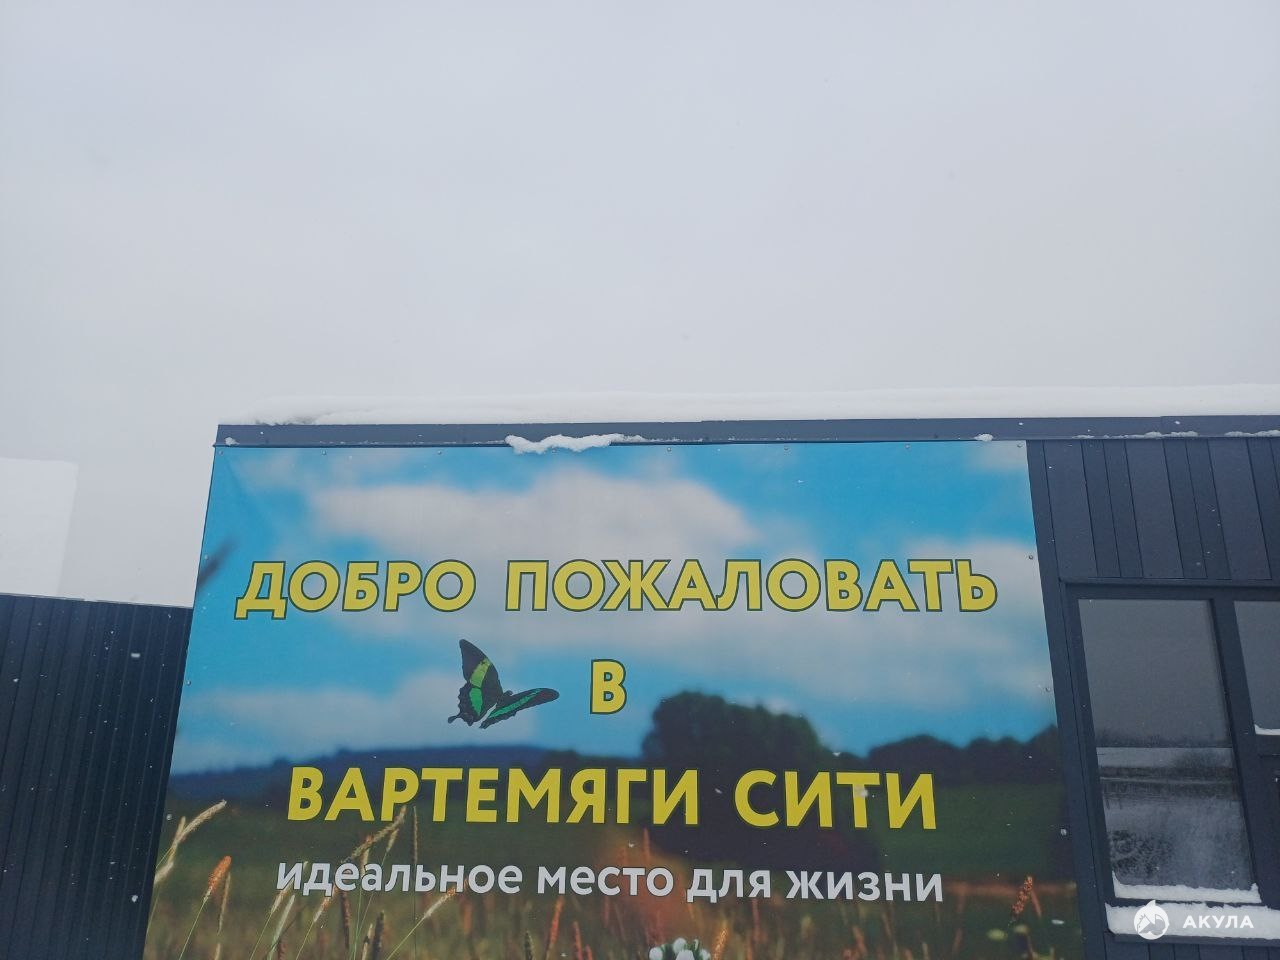 ДОБРО ПОЖАЛОВАТЬ
В
ВАРТЕМЯГИ СИТИ
идеальное место для жизни
АКУЛА